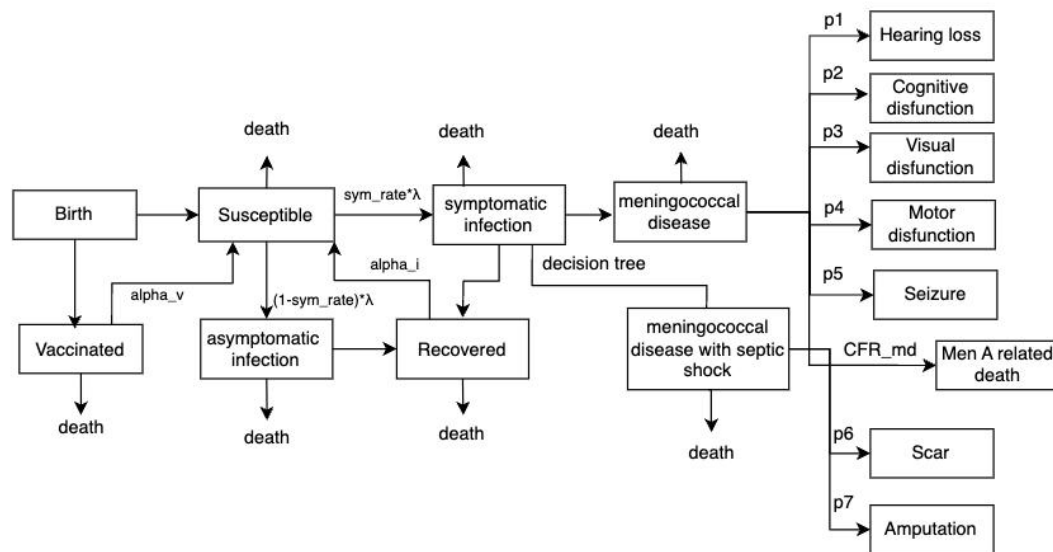 p1
Hearing loss
p2
Cognitive
disfunction
death
death
death
p3
Visual
disfunction
Birth
Susceptible
sym_rate*λ
symptomatic
infection
meningococcal
disease
p4
Motor
disfunction
alpha_v
alpha_i
decision tree
p5
Seizure
(1-sym_rate)*λ
Vaccinated
asymptomatic
infection
Recovered
meningococcal
disease with septic
shock
CFR_md
Men A related
death
death
death
death
death
p6
Scar
p7
Amputation